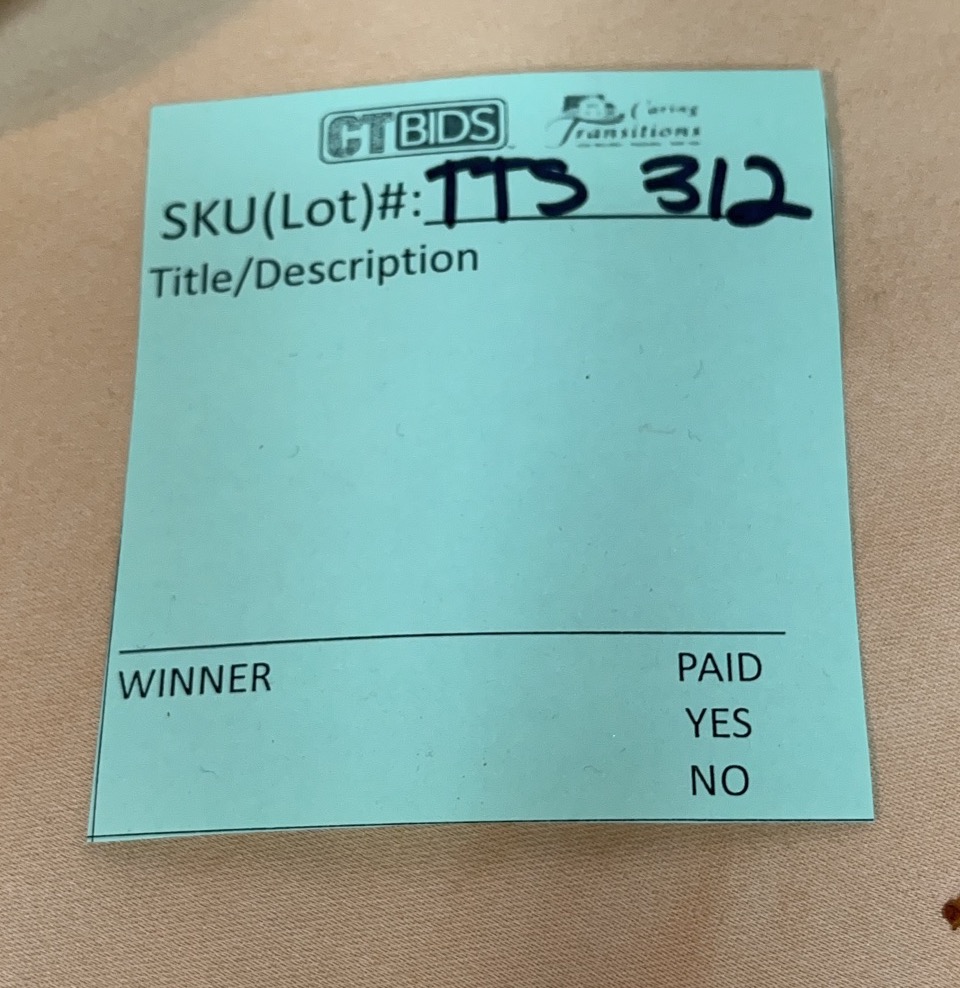 CTBIDS Caring Transitions
SKU(Lot)#: TTS 312
Title/Description
WINNER PAID
YES
NO